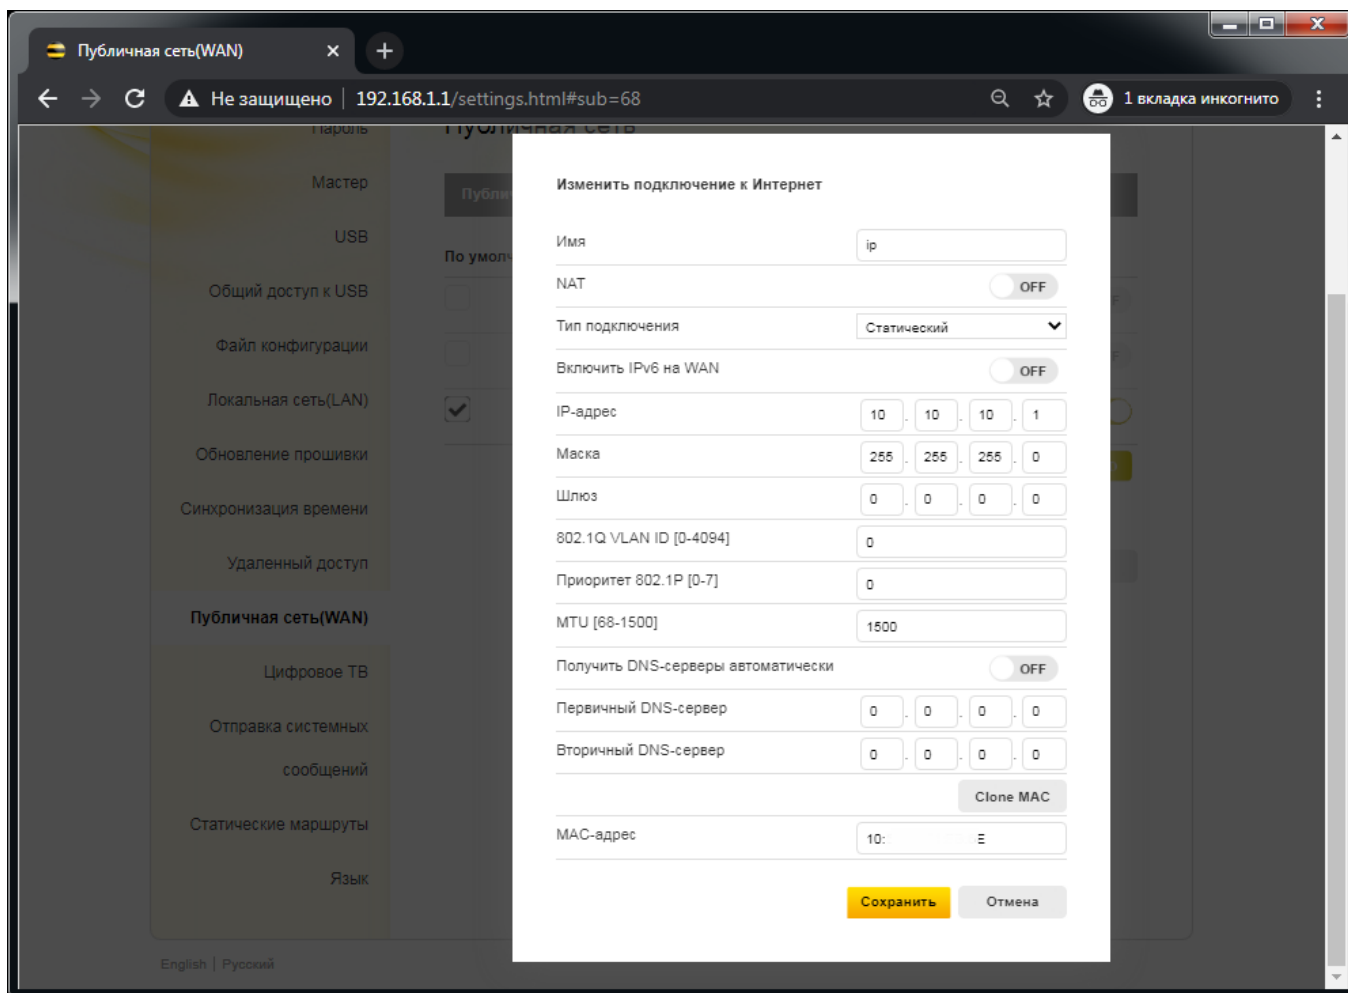 Публичная сеть(WAN)
Не защищено 192.168.1.1/settings.html#sub=68 1 вкладка инкогнито
Пароль
Публичная сеть
Мастер
USB
Общий доступ к USB
Файл конфигурации
Локальная сеть(LAN)
Обновление прошивки
Синхронизация времени
Удаленный доступ
Публичная сеть(WAN)
Цифровое ТВ
Отправка системных
сообщений
Статические маршруты
Язык
English | Русский
Изменить подключение к Интернет
Имя ip
NAT OFF
Тип подключения Статический
Включить IPv6 на WAN OFF
IP-адрес 10 . 10 . 10 . 1
Маска 255 . 255 . 255 . 0
Шлюз 0 . 0 . 0 . 0
802.1Q VLAN ID [0-4094] 0
Приоритет 802.1P [0-7] 0
MTU [68-1500] 1500
Получить DNS-серверы автоматически OFF
Первичный DNS-сервер 0 . 0 . 0 . 0
Вторичный DNS-сервер 0 . 0 . 0 . 0
Clone MAC
MAC-адрес 10: E
Сохранить Отмена